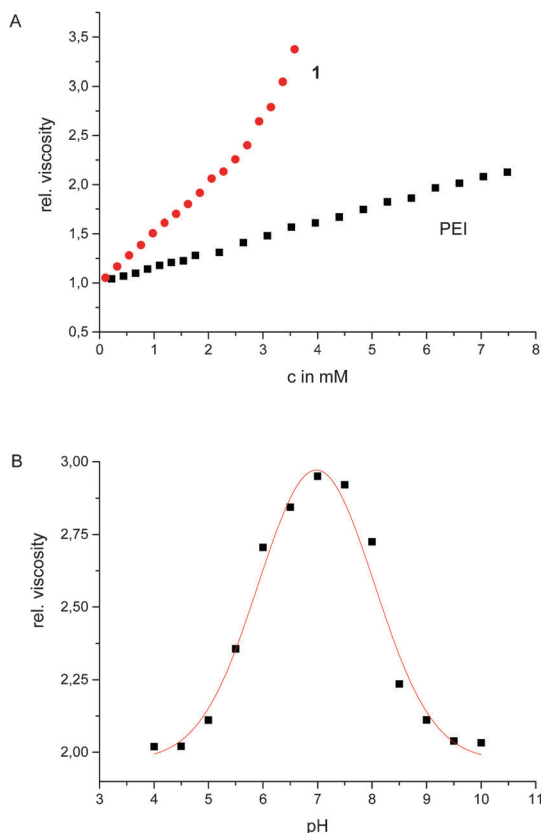 A
3,5
3,0
2,5
2,0
1,5
1,0
0,5
rel. viscosity
1
PEI
0 1 2 3 4 5 6 7 8
c in mM
B
3,00
2,75
2,50
2,25
2,00
rel. viscosity
3 4 5 6 7 8 9 10 11
pH